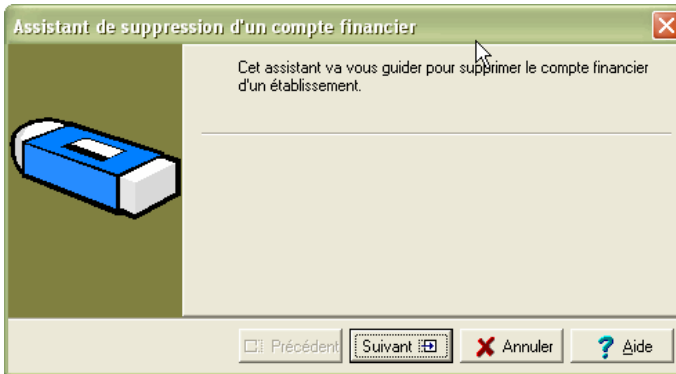 Assistant de suppression d'un compte financier
Cet assistant va vous guider pour supprimer le compte financier
d'un établissement.
Précédent Suivant Annuler Aide